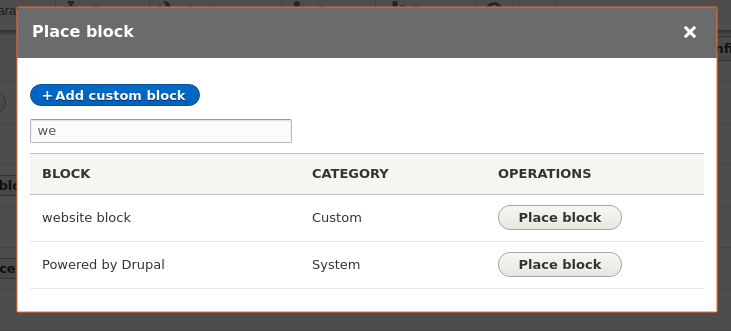 Place block
+ Add custom block
we
BLOCK CATEGORY OPERATIONS
website block Custom Place block
Powered by Drupal System Place block